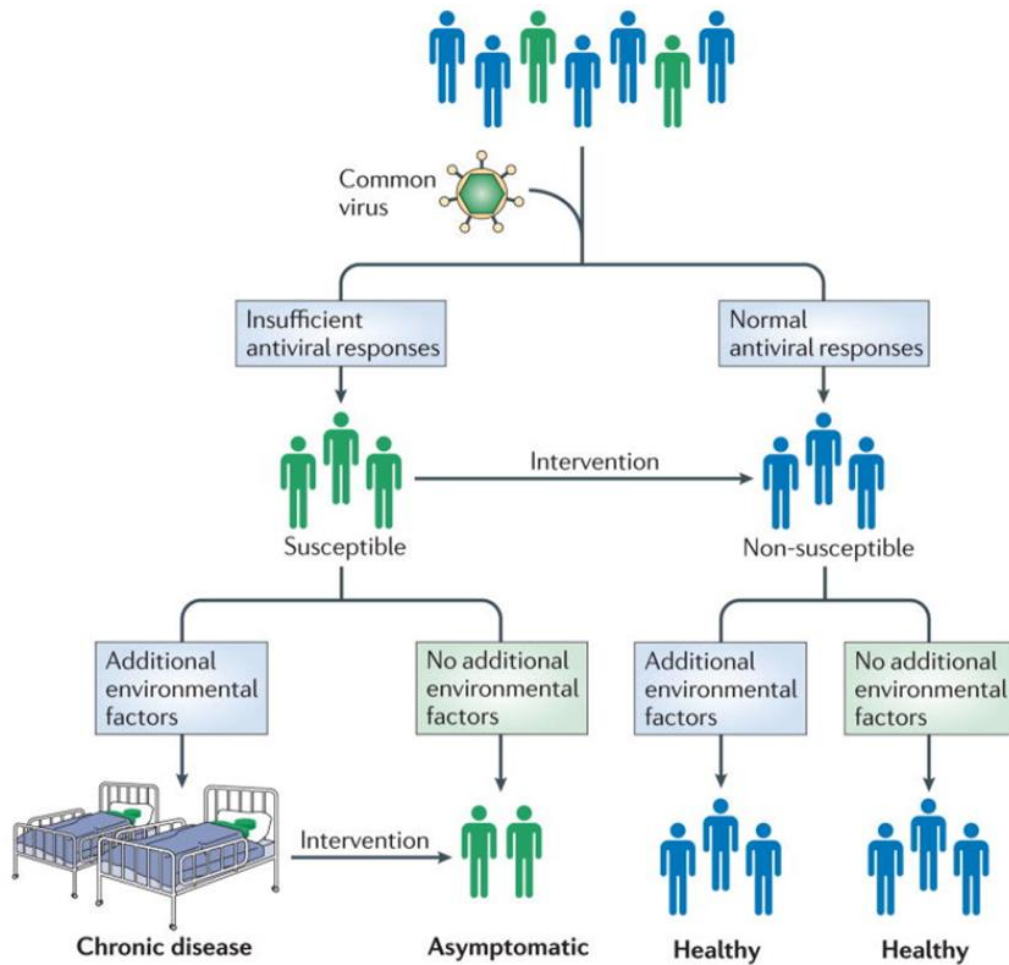 Common
virus
Insufficient
antiviral responses
Normal
antiviral responses
Intervention
Susceptible
Non-susceptible
Additional
environmental
factors
No additional
environmental
factors
Additional
environmental
factors
No additional
environmental
factors
Intervention
Chronic disease
Asymptomatic
Healthy
Healthy